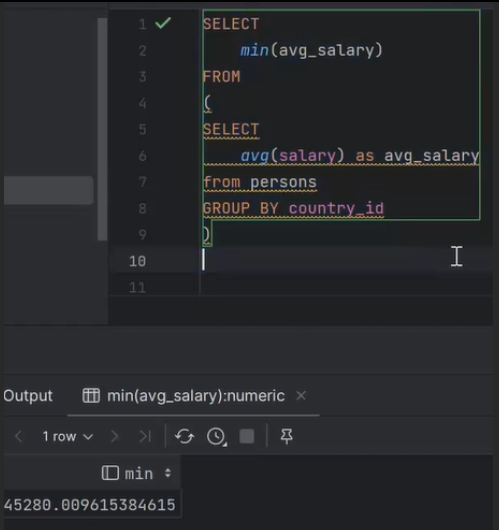 1 SELECT
2 min(avg_salary)
3 FROM
4 (
5 SELECT
6 avg(salary) as avg_salary
7 from persons
8 GROUP BY country_id
9 )
10
11
Output min(avg_salary):numeric
1 row
min
45280.009615384615